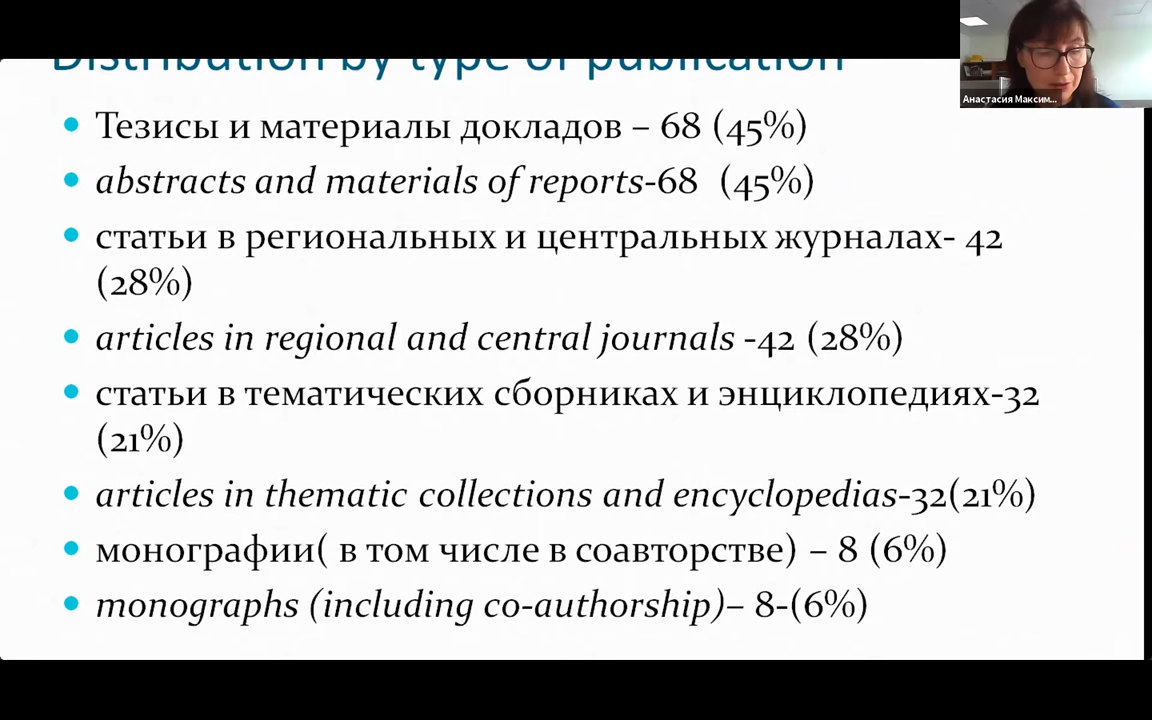 Distribution by type of publication
Анастасия Максим...
Тезисы и материалы докладов – 68 (45%)
abstracts and materials of reports-68 (45%)
статьи в региональных и центральных журналах- 42
(28%)
articles in regional and central journals -42 (28%)
статьи в тематических сборниках и энциклопедиях-32
(21%)
articles in thematic collections and encyclopedias-32(21%)
монографии( в том числе в соавторстве) – 8 (6%)
monographs (including co-authorship)– 8-(6%)